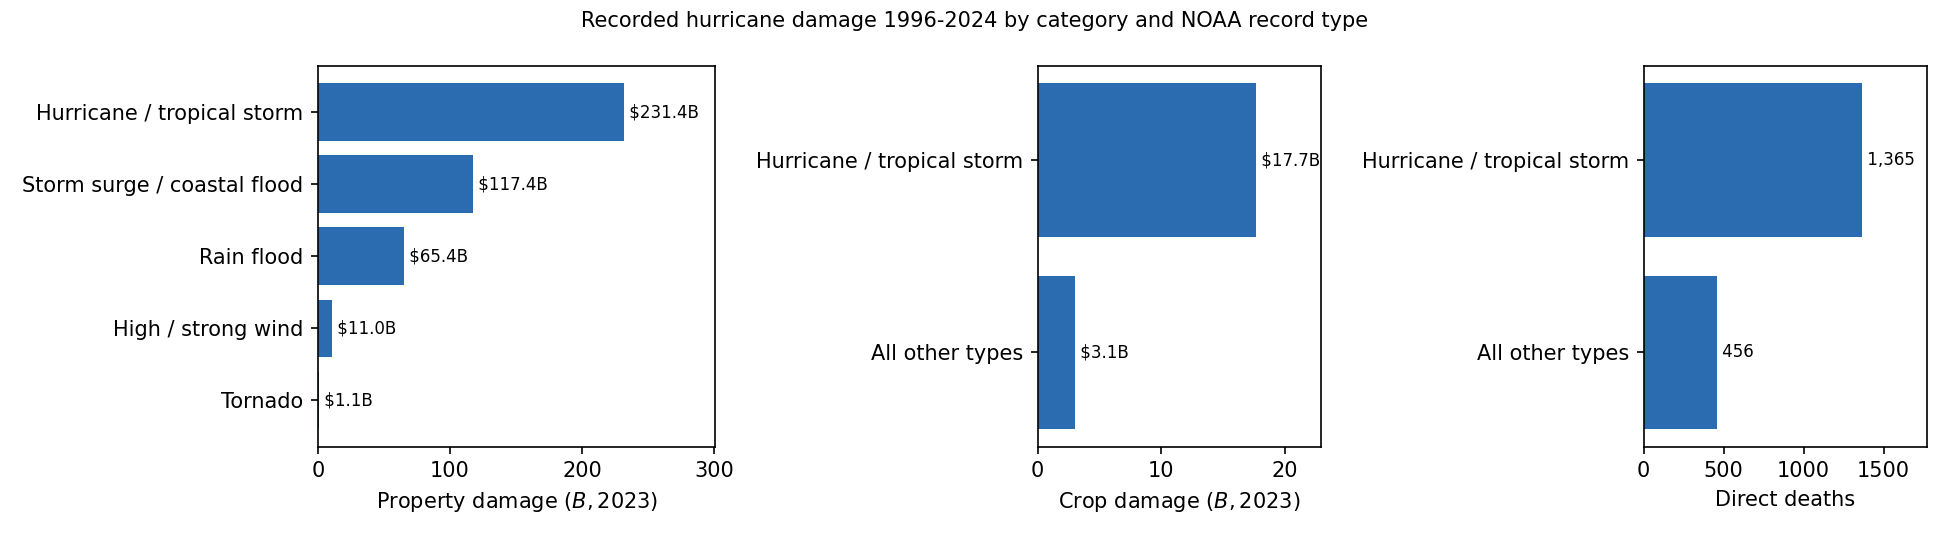 Recorded hurricane damage 1996-2024 by category and NOAA record type
Hurricane / tropical storm
$231.4B
Storm surge / coastal flood
$117.4B
Rain flood
$65.4B
High / strong wind
$11.0B
Tornado
$1.1B
0 100 200 300
Property damage (B, 2023)
Hurricane / tropical storm
$17.7B
All other types
$3.1B
0 10 20
Crop damage (B, 2023)
Hurricane / tropical storm
1,365
All other types
456
0 500 1000 1500
Direct deaths